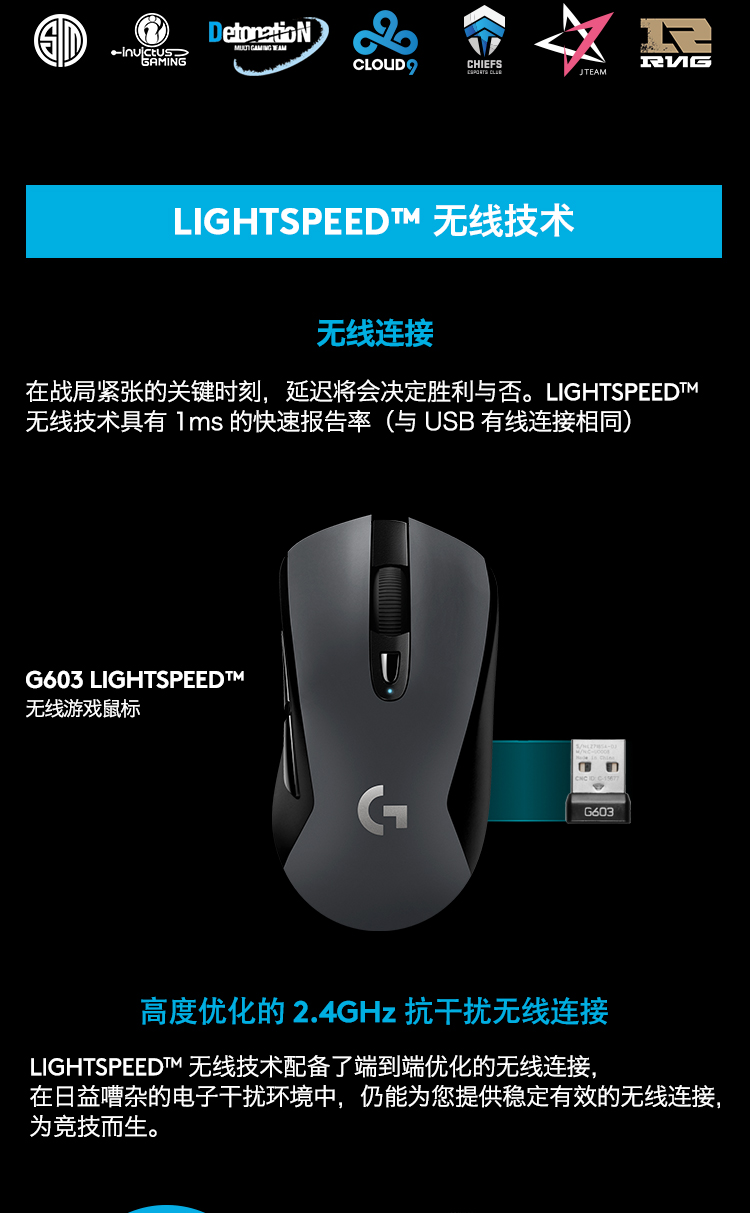 TSM
invictus
GAMING
DetonatioN
MULTI GAMING TEAM
CLOUD9
CHIEFS
ESPORTS CLUB
J TEAM
RNG
LIGHTSPEED™ 无线技术
无线连接
在战局紧张的关键时刻，延迟将会决定胜利与否。LIGHTSPEED™
无线技术具有 1ms 的快速报告率（与 USB 有线连接相同）
G603 LIGHTSPEED™
无线游戏鼠标
G603
高度优化的 2.4GHz 抗干扰无线连接
LIGHTSPEED™ 无线技术配备了端到端优化的无线连接，
在日益嘈杂的电子干扰环境中，仍能为您提供稳定有效的无线连接，
为竞技而生。